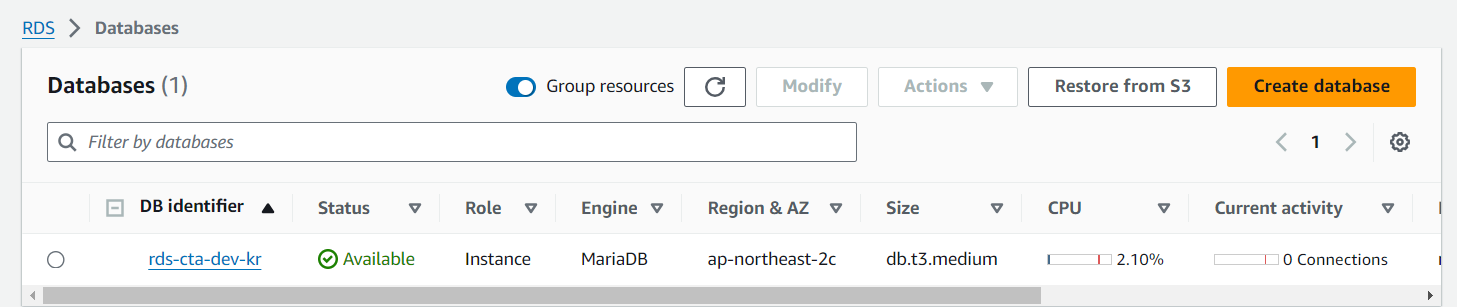 RDS Databases
Databases (1) Group resources Modify Actions Restore from S3 Create database
Filter by databases 1
DB identifier Status Role Engine Region & AZ Size CPU Current activity
rds-cta-dev-kr Available Instance MariaDB ap-northeast-2c db.t3.medium 2.10% 0 Connections